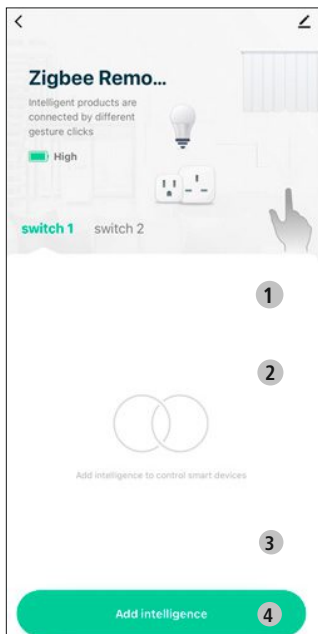 Zigbee Remo...
Intelligent products are
connected by different
gesture clicks
High
switch 1 switch 2
1
2
Add intelligence to control smart devices
3
Add intelligence 4